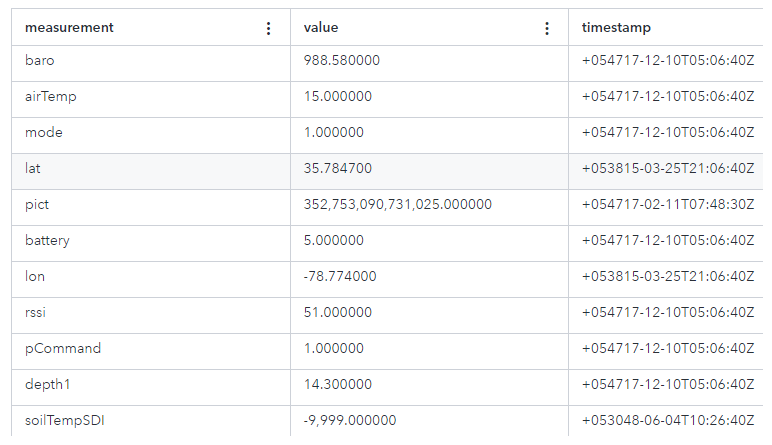 measurement value timestamp
baro 988.580000 +054717-12-10T05:06:40Z
airTemp 15.000000 +054717-12-10T05:06:40Z
mode 1.000000 +054717-12-10T05:06:40Z
lat 35.784700 +053815-03-25T21:06:40Z
pict 352,753,090,731,025.000000 +054717-02-11T07:48:30Z
battery 5.000000 +054717-12-10T05:06:40Z
lon -78.774000 +053815-03-25T21:06:40Z
rssi 51.000000 +054717-12-10T05:06:40Z
pCommand 1.000000 +054717-12-10T05:06:40Z
depth1 14.300000 +054717-12-10T05:06:40Z
soilTempSDI -9,999.000000 +053048-06-04T10:26:40Z